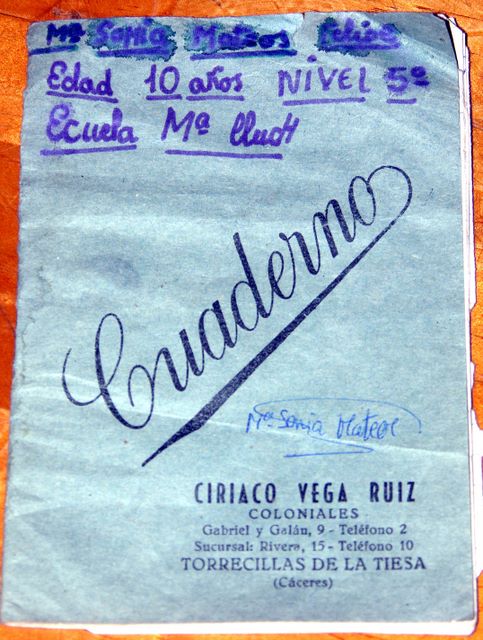 Mª Sonia Mateos Felipe
Edad 10 años NIVEL 5º
Ecuela Mª Lluch
Cuaderno
Mª Sonia Mateos
CIRIACO VEGA RUIZ
COLONIALES
Gabriel y Galán, 9 - Teléfono 2
Sucursal: Rivera, 15 - Teléfono 10
TORRECILLAS DE LA TIESA
(Cáceres)